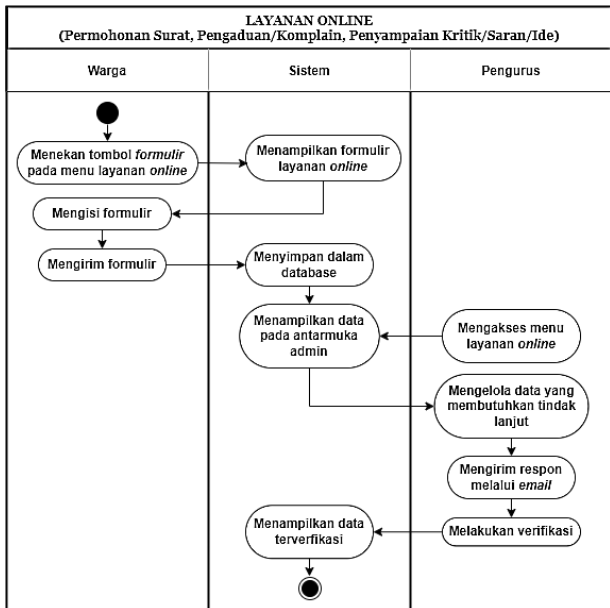 LAYANAN ONLINE
(Permohonan Surat, Pengaduan/Komplain, Penyampaian Kritik/Saran/Ide)
Warga
Sistem
Pengurus
Menekan tombol formulir
pada menu layanan online
Menampilkan formulir
layanan online
Mengisi formulir
Mengirim formulir
Menyimpan dalam
database
Menampilkan data
pada antarmuka
admin
Mengakses menu
layanan online
Mengelola data yang
membutuhkan tindak
lanjut
Mengirim respon
melalui email
Melakukan verifikasi
Menampilkan data
terverfikasi